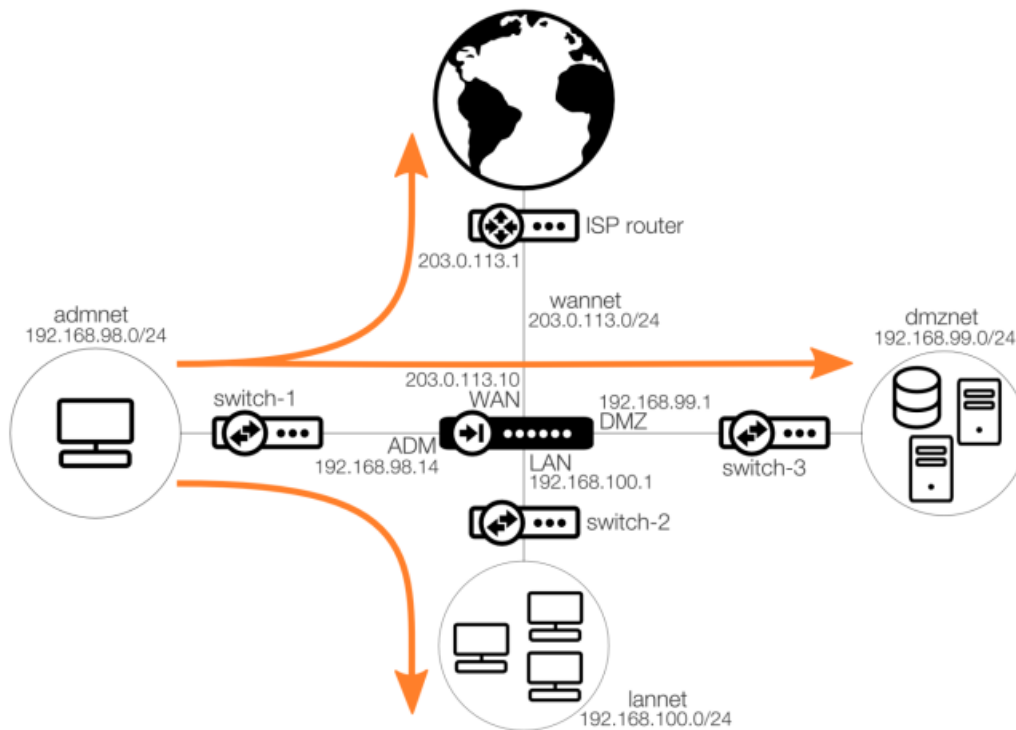 ISP router
203.0.113.1
wannet
203.0.113.0/24
admnet
192.168.98.0/24
dmznet
192.168.99.0/24
203.0.113.10
WAN
switch-1
192.168.99.1
DMZ
ADM
192.168.98.14
LAN
192.168.100.1
switch-3
switch-2
lannet
192.168.100.0/24